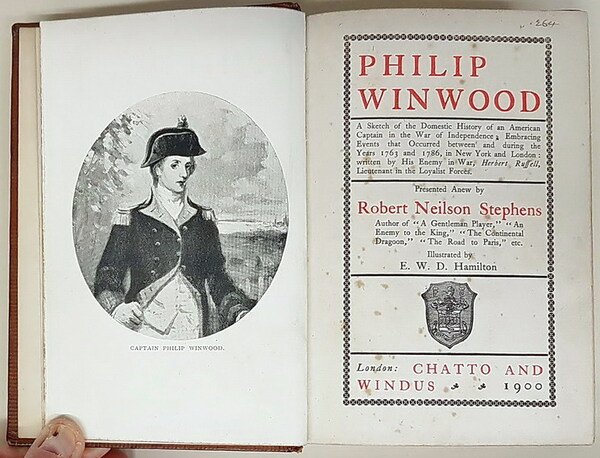 CAPTAIN PHILIP WINWOOD.
. 264
PHILIP
WINWOOD
A Sketch of the Domestic History of an American
Captain in the War of Independence; Embracing
Events that Occurred between and during the
Years 1763 and 1786, in New York and London:
written by His Enemy in War, Herbert Ruſſell,
Lieutenant in the Loyalist Forces.
Presented Anew by
Robert Neilson Stephens
Author of "A Gentleman Player," "An
Enemy to the King," "The Continental
Dragoon," "The Road to Paris," etc.
Illustrated by
E. W. D. Hamilton
London: CHATTO AND
WINDUS 1900